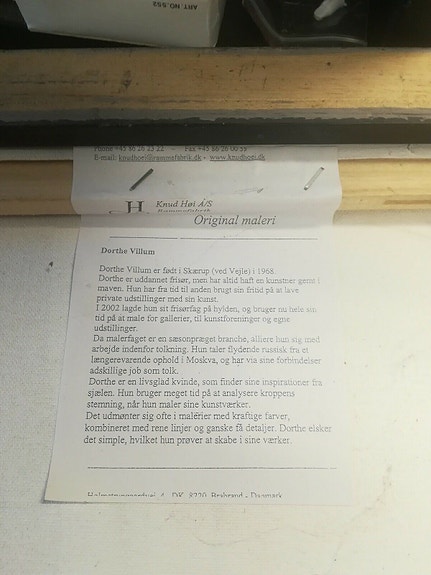 ART. NO.952
Phone +45 86 26 23 22 - Fax +45 86 26 00 59
E-mail: knudhoej@rammefabrik.dk - www.knudhoj.dk
H Knud Høi A/S
Rammefabrik
Original maleri
Dorthe Villum
Dorthe Villum er født i Skærup (ved Vejle) i 1968.
Dorthe er uddannet frisør, men har altid haft en kunstner gemt i
maven. Hun har fra tid til anden brugt sin fritid på at lave
private udstillinger med sin kunst.
I 2002 lagde hun sit frisørfag på hylden, og bruger nu hele sin
tid på at male for gallerier, til kunstforeninger og egne
udstillinger.
Da malerfaget er en sæsonpræget branche, alliere hun sig med
arbejde indenfor tolkning. Hun taler flydende russisk fra et
længerevarende ophold i Moskva, og har via sine forbindelser
adskillige job som tolk.
Dorthe er en livsglad kvinde, som finder sine inspirationer fra
sjælen. Hun bruger meget tid på at analysere kroppens
stemning, når hun maler sine kunstværker.
Det udmønter sig ofte i malerier med kraftige farver,
kombineret med rene linjer og ganske få detaljer. Dorthe elsker
det simple, hvilket hun prøver at skabe i sine værker.
4 DK 8220 Brabrand - Danmark